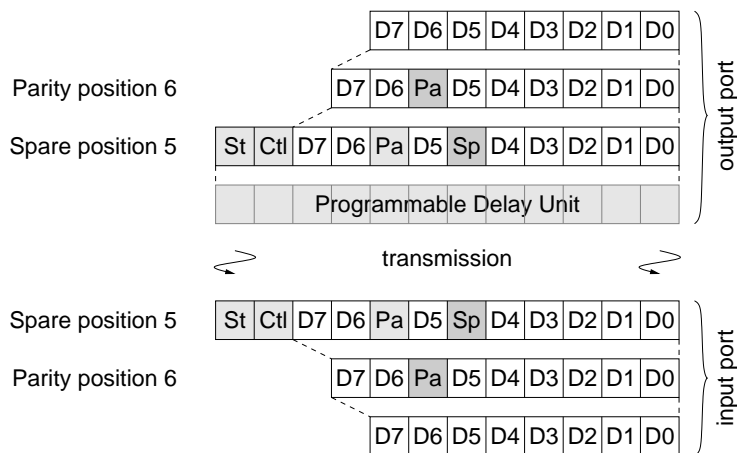 D7 D6 D5 D4 D3 D2 D1 D0
Parity position 6
D7 D6 Pa D5 D4 D3 D2 D1 D0
Spare position 5
St Ctl D7 D6 Pa D5 Sp D4 D3 D2 D1 D0
Programmable Delay Unit
output port
transmission
Spare position 5
St Ctl D7 D6 Pa D5 Sp D4 D3 D2 D1 D0
Parity position 6
D7 D6 Pa D5 D4 D3 D2 D1 D0
D7 D6 D5 D4 D3 D2 D1 D0
input port